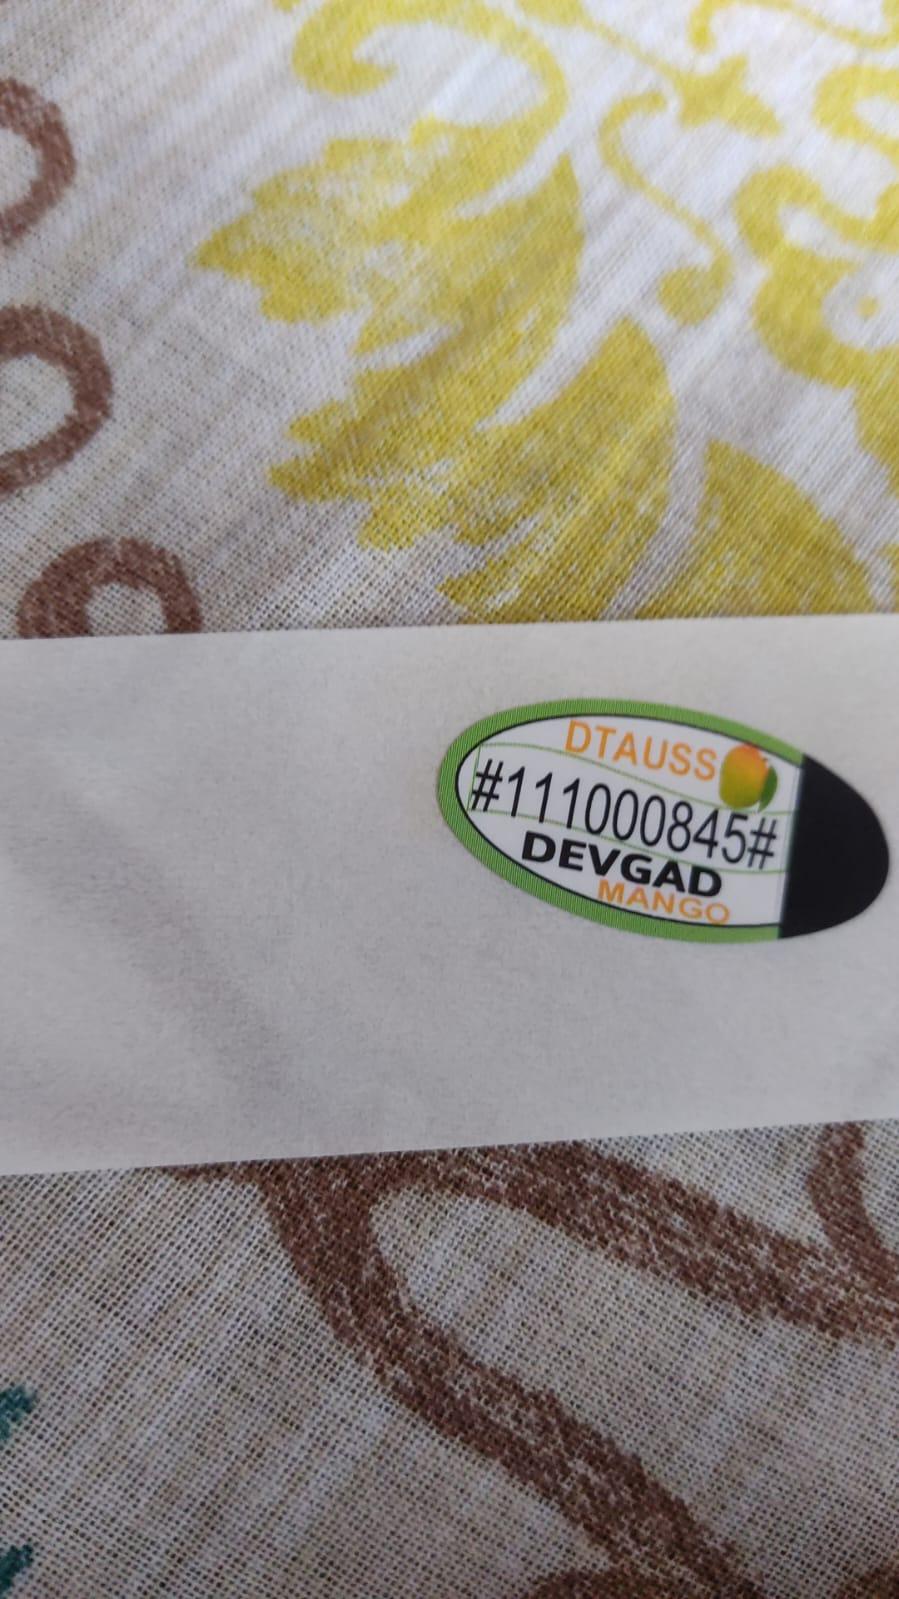 DTAUSS
#111000845#
DEVGAD
MANGO